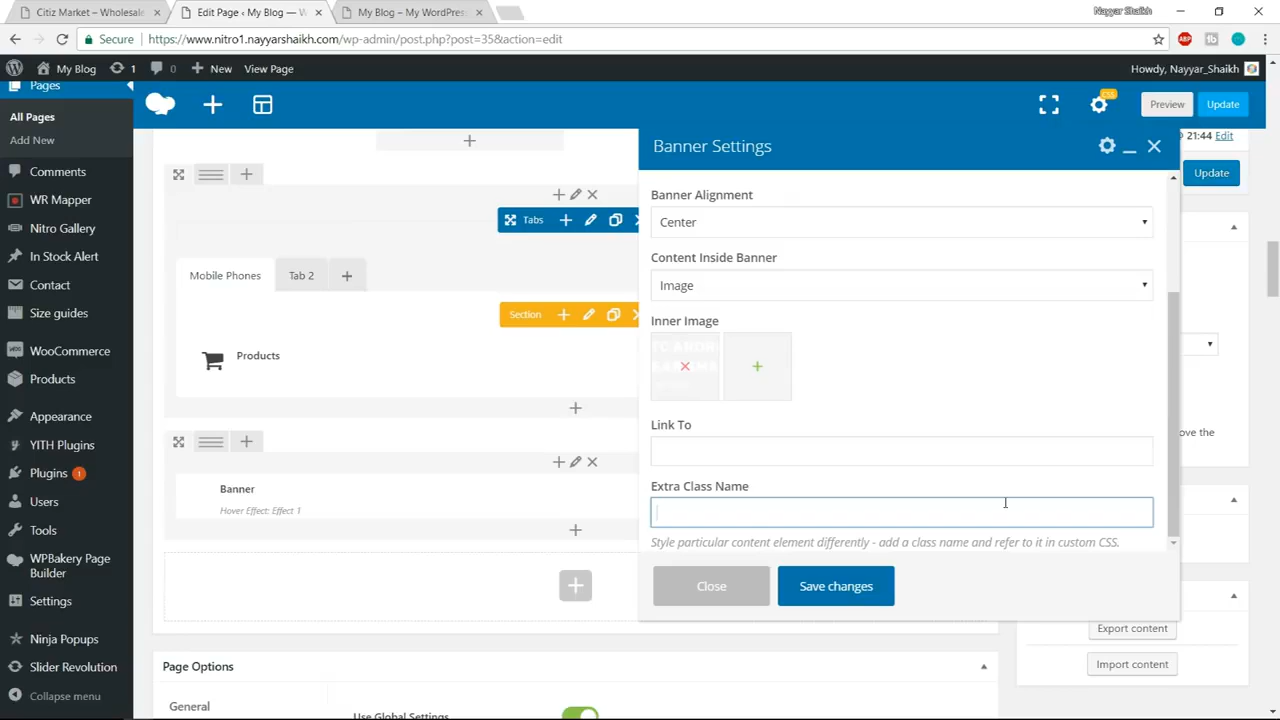 Citiz Market – Wholesale
Edit Page ‹ My Blog — W
My Blog – My WordPress
Nayyar Shaikh
Secure
https://www.nitro1.nayyarshaikh.com/wp-admin/post.php?post=35&action=edit
ABP
tb
My Blog
1
0
New
View Page
Howdy, Nayyar_Shaikh
Pages
All Pages
Add New
Comments
WR Mapper
Nitro Gallery
In Stock Alert
Contact
Size guides
WooCommerce
Products
Appearance
YITH Plugins
Plugins 1
Users
Tools
WPBakery Page
Builder
Settings
Ninja Popups
Slider Revolution
Collapse menu
CSS
Preview
Update
21:44 Edit
Update
Tabs
Mobile Phones
Tab 2
Section
Products
Banner
Hover Effect: Effect 1
Page Options
General
Use Global Settings
Banner Settings
Banner Alignment
Center
Content Inside Banner
Image
Inner Image
Link To
Extra Class Name
Style particular content element differently - add a class name and refer to it in custom CSS.
Close
Save changes
ove the
Export content
Import content